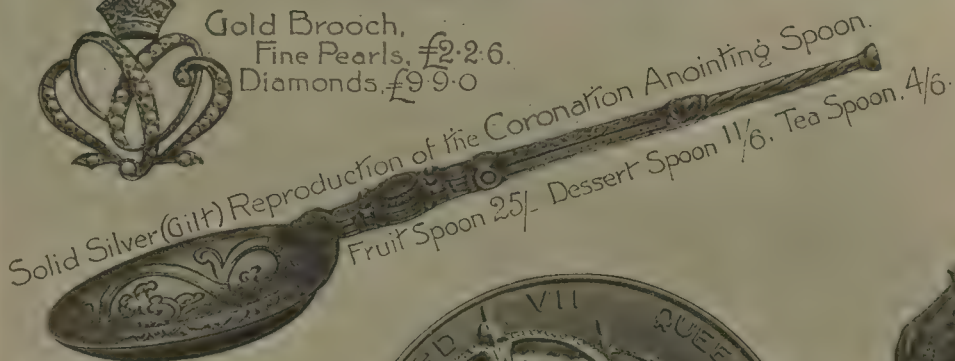 Gold Brooch,
Fine Pearls, £2·2·6.
Diamonds, £9·9·0
Solid Silver (Gilt) Reproduction of the Coronation Anointing Spoon.
Fruit Spoon 25/- Dessert Spoon 11/6, Tea Spoon, 4/6.
VII